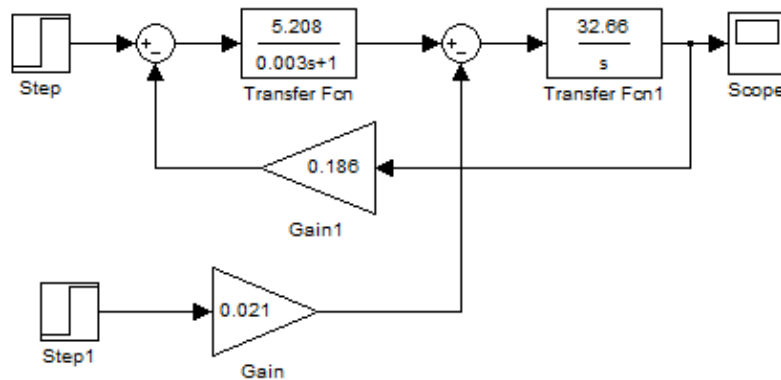 5.208
0.003s+1
32.66
s
+
−
+
−
Step
Transfer Fcn
Transfer Fcn1
Scope
0.186
Gain1
0.021
Step1
Gain